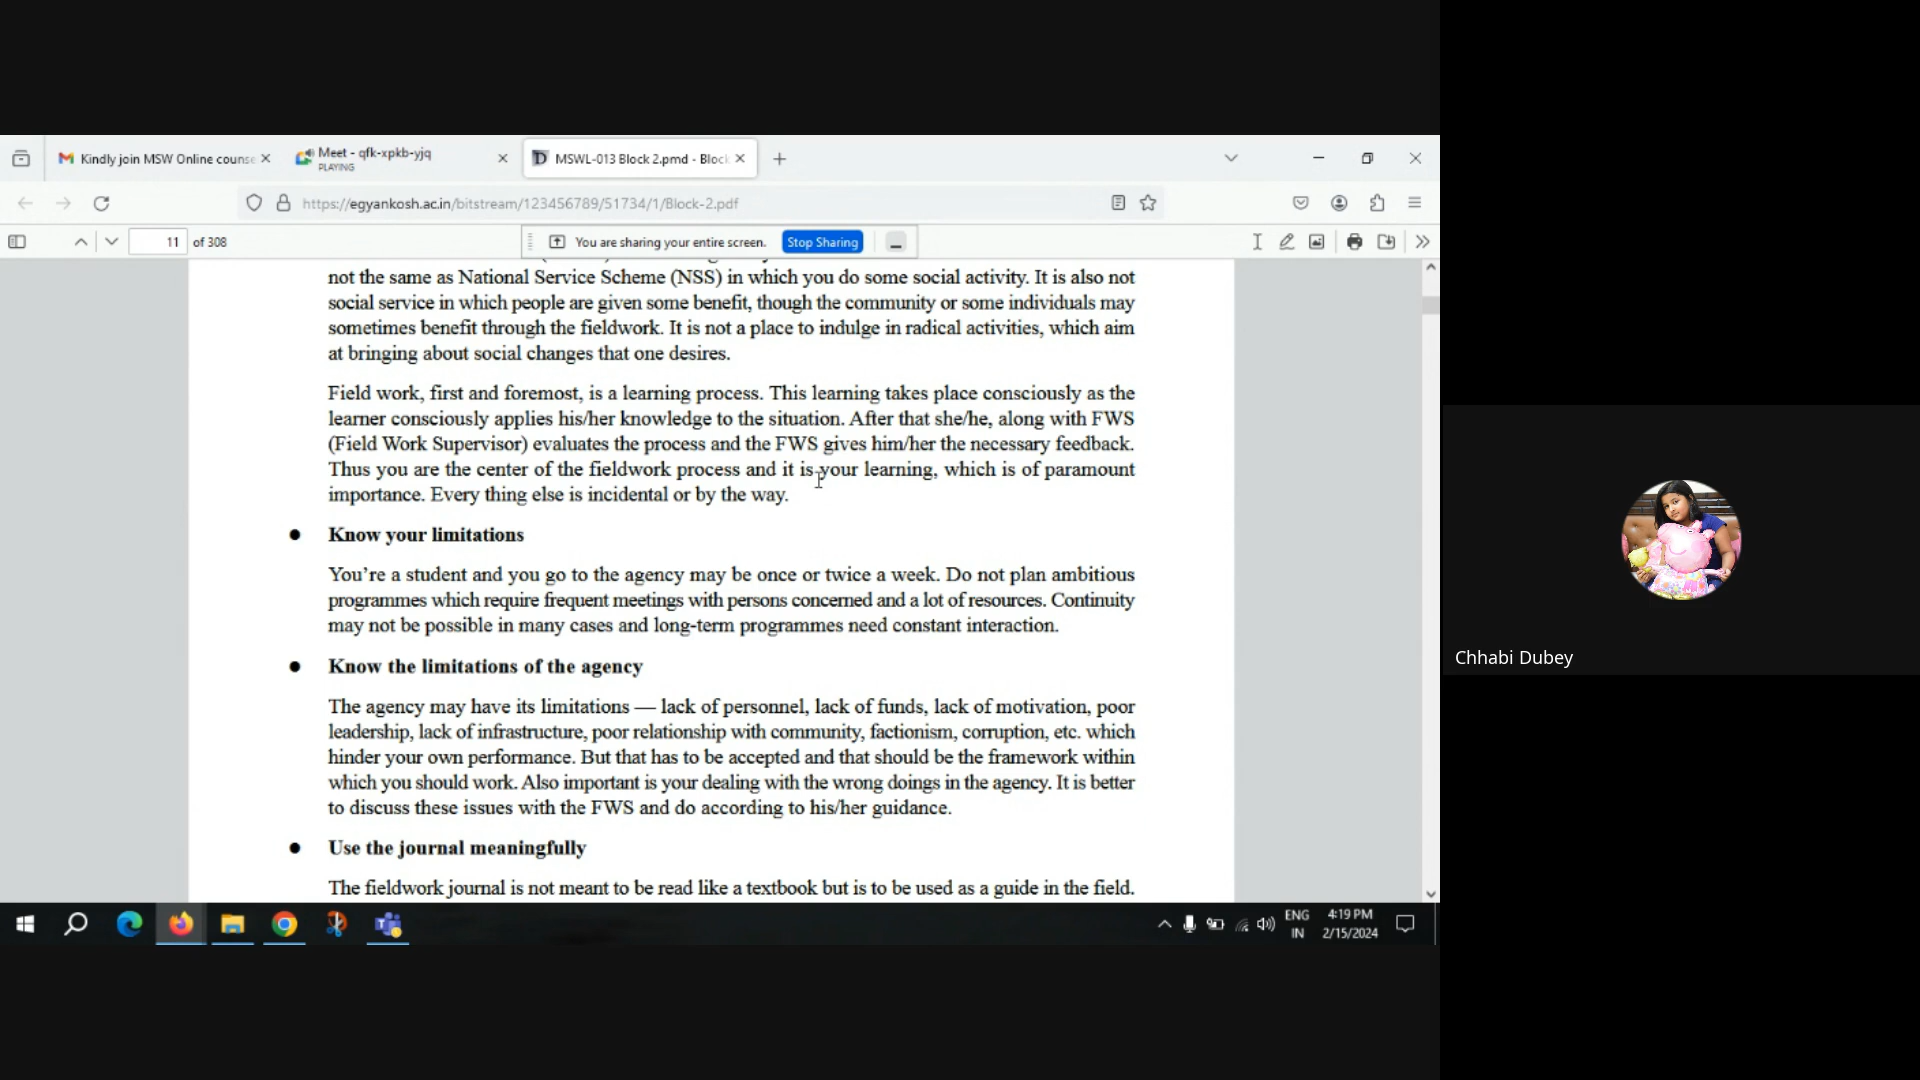 Kindly join MSW Online counse
Meet - qfk-xpkb-yjq
PLAYING
MSWL-013 Block 2.pmd - Block
https://egyankosh.ac.in/bitstream/123456789/51734/1/Block-2.pdf
11 of 308
You are sharing your entire screen.
Stop Sharing
not the same as National Service Scheme (NSS) in which you do some social activity. It is also not
social service in which people are given some benefit, though the community or some individuals may
sometimes benefit through the fieldwork. It is not a place to indulge in radical activities, which aim
at bringing about social changes that one desires.
Field work, first and foremost, is a learning process. This learning takes place consciously as the
learner consciously applies his/her knowledge to the situation. After that she/he, along with FWS
(Field Work Supervisor) evaluates the process and the FWS gives him/her the necessary feedback.
Thus you are the center of the fieldwork process and it is your learning, which is of paramount
importance. Every thing else is incidental or by the way.
● Know your limitations
You're a student and you go to the agency may be once or twice a week. Do not plan ambitious
programmes which require frequent meetings with persons concerned and a lot of resources. Continuity
may not be possible in many cases and long-term programmes need constant interaction.
● Know the limitations of the agency
The agency may have its limitations — lack of personnel, lack of funds, lack of motivation, poor
leadership, lack of infrastructure, poor relationship with community, factionism, corruption, etc. which
hinder your own performance. But that has to be accepted and that should be the framework within
which you should work. Also important is your dealing with the wrong doings in the agency. It is better
to discuss these issues with the FWS and do according to his/her guidance.
● Use the journal meaningfully
The fieldwork journal is not meant to be read like a textbook but is to be used as a guide in the field.
Chhabi Dubey
ENG
IN
4:19 PM
2/15/2024